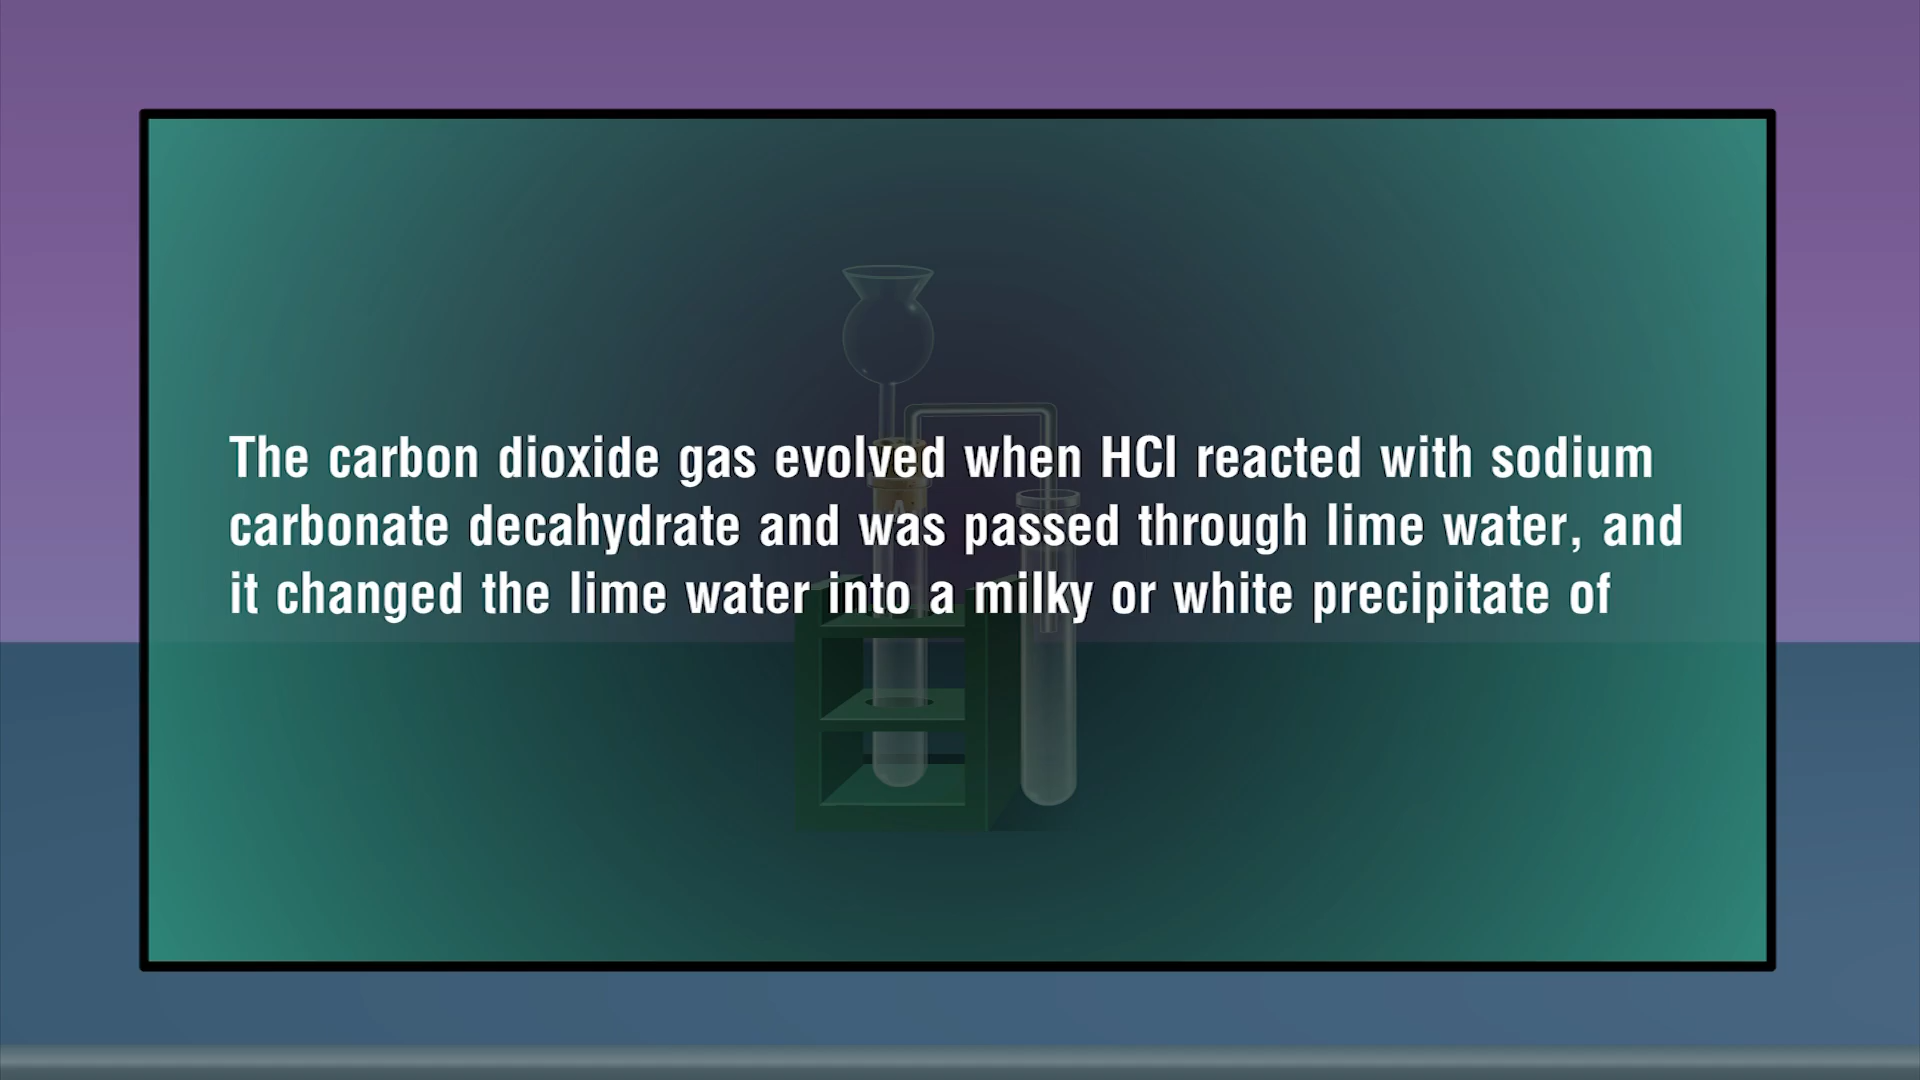 The carbon dioxide gas evolved when HCl reacted with sodium
carbonate decahydrate and was passed through lime water, and
it changed the lime water into a milky or white precipitate of